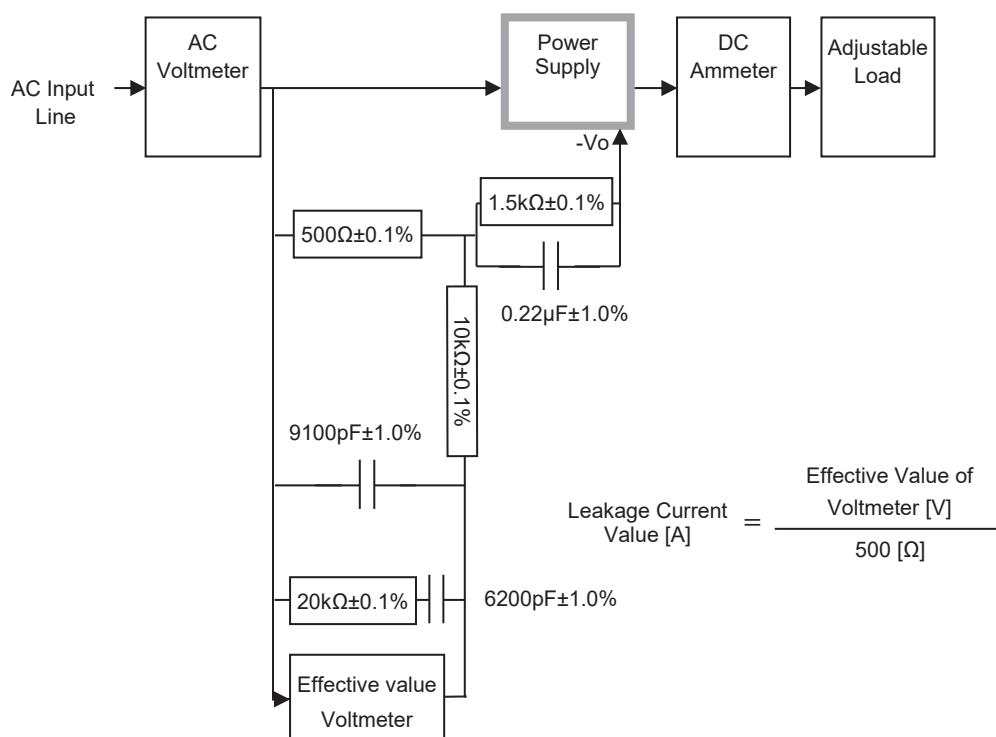 AC
Voltmeter
Power
Supply
DC
Ammeter
Adjustable
Load
AC Input
Line
-Vo
1.5kΩ±0.1%
500Ω±0.1%
0.22µF±1.0%
10kΩ±0.1%
9100pF±1.0%
Leakage Current
Value [A]
=
Effective Value of
Voltmeter [V]
500 [Ω]
20kΩ±0.1%
6200pF±1.0%
Effective value
Voltmeter